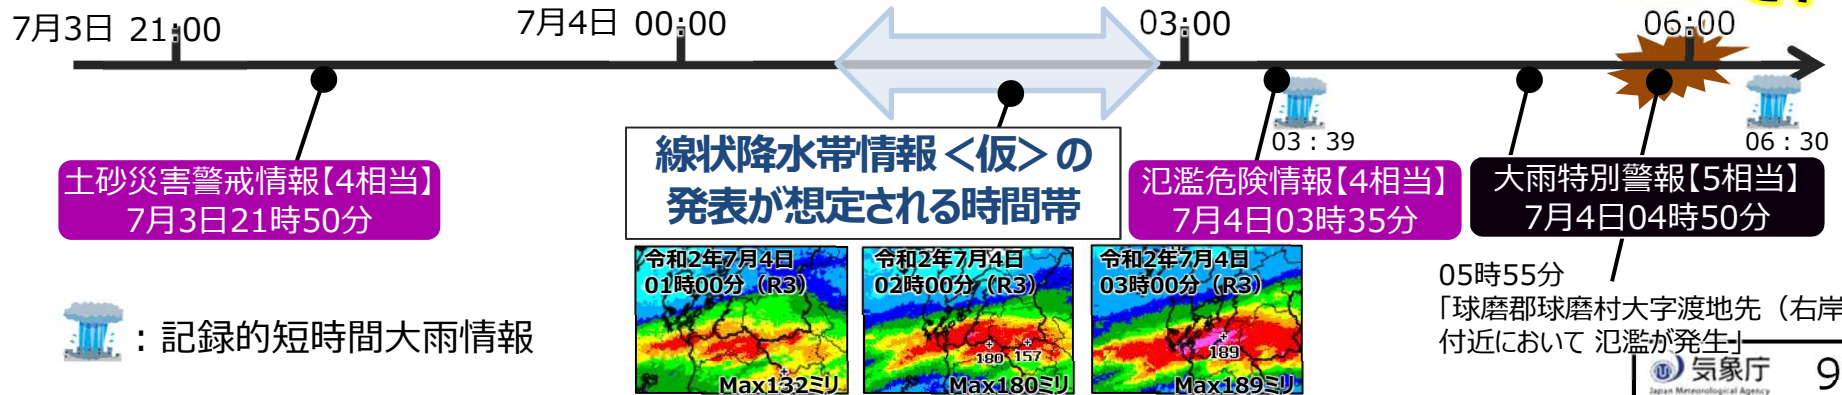 7月3日 21:00
7月4日 00:00
03:00
06:00
03：39
06：30
土砂災害警戒情報【4相当】
7月3日21時50分
線状降水帯情報＜仮＞の
発表が想定される時間帯
氾濫危険情報【4相当】
7月4日03時35分
大雨特別警報【5相当】
7月4日04時50分
令和2年7月4日
01時00分（R3）
Max132ミリ
令和2年7月4日
02時00分（R3）
180 157
Max180ミリ
令和2年7月4日
03時00分（R3）
189
Max189ミリ
05時55分
「球磨郡球磨村大字渡地先（右岸
付近において 氾濫が発生」
：記録的短時間大雨情報
気象庁
Japan Meteorological Agency
9